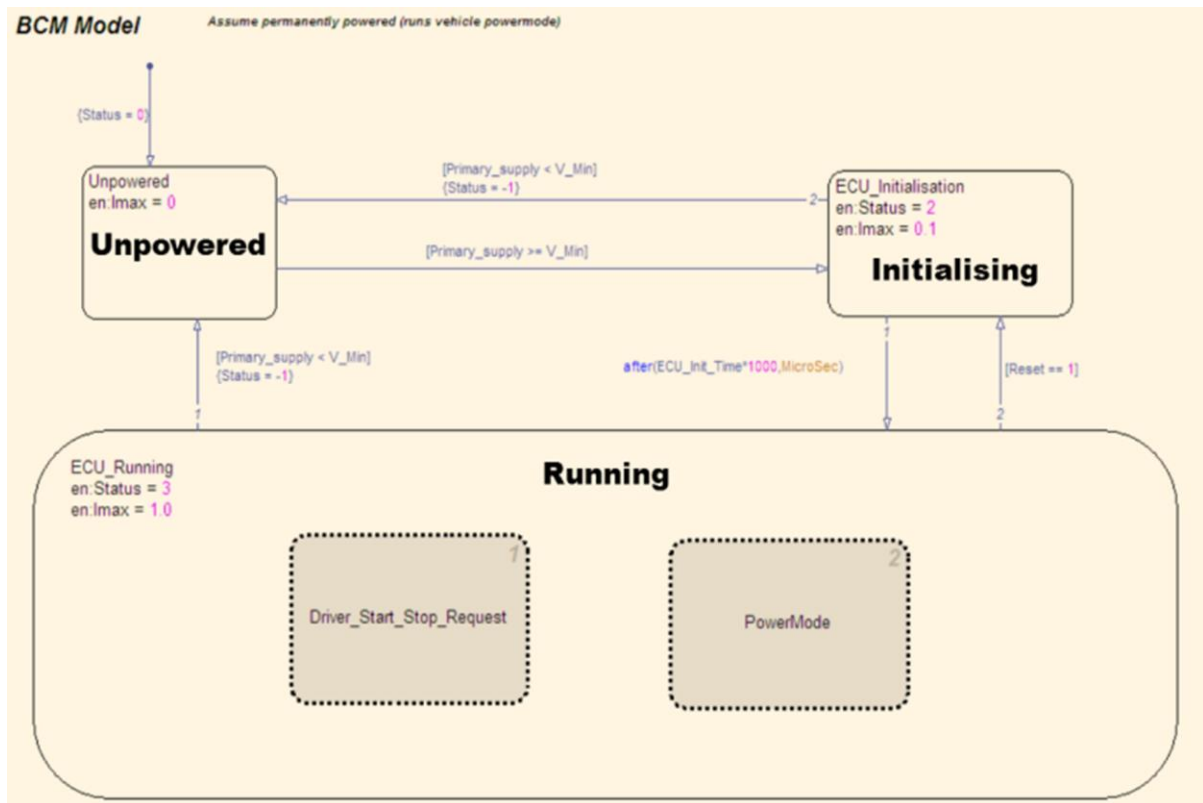 BCM Model
Assume permanently powered (runs vehicle powermode)
{Status = 0}
Unpowered
en:Imax = 0
Unpowered
[Primary_supply < V_Min]
{Status = -1}
2
[Primary_supply >= V_Min]
ECU_Initialisation
en:Status = 2
en:Imax = 0.1
Initialising
[Primary_supply < V_Min]
{Status = -1}
1
1
after(ECU_Init_Time*1000,MicroSec)
[Reset == 1]
2
ECU_Running
en:Status = 3
en:Imax = 1.0
Running
1
Driver_Start_Stop_Request
2
PowerMode